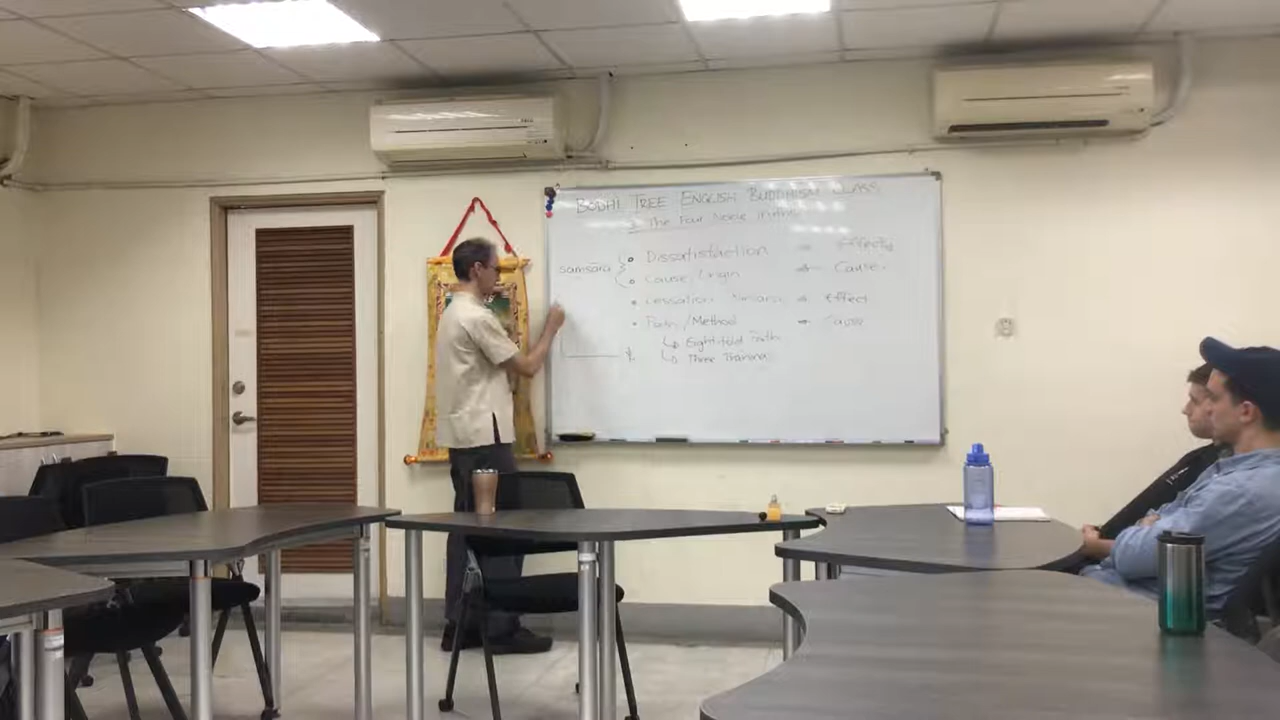 BODHI TREE ENGLISH BUDDHISM CLASS
The Four Noble Truths
Dissatisfaction Effect
samsara
Cause, Origin Cause
Cessation Effect
Path/Method Cause
Eightfold Path
Three Training